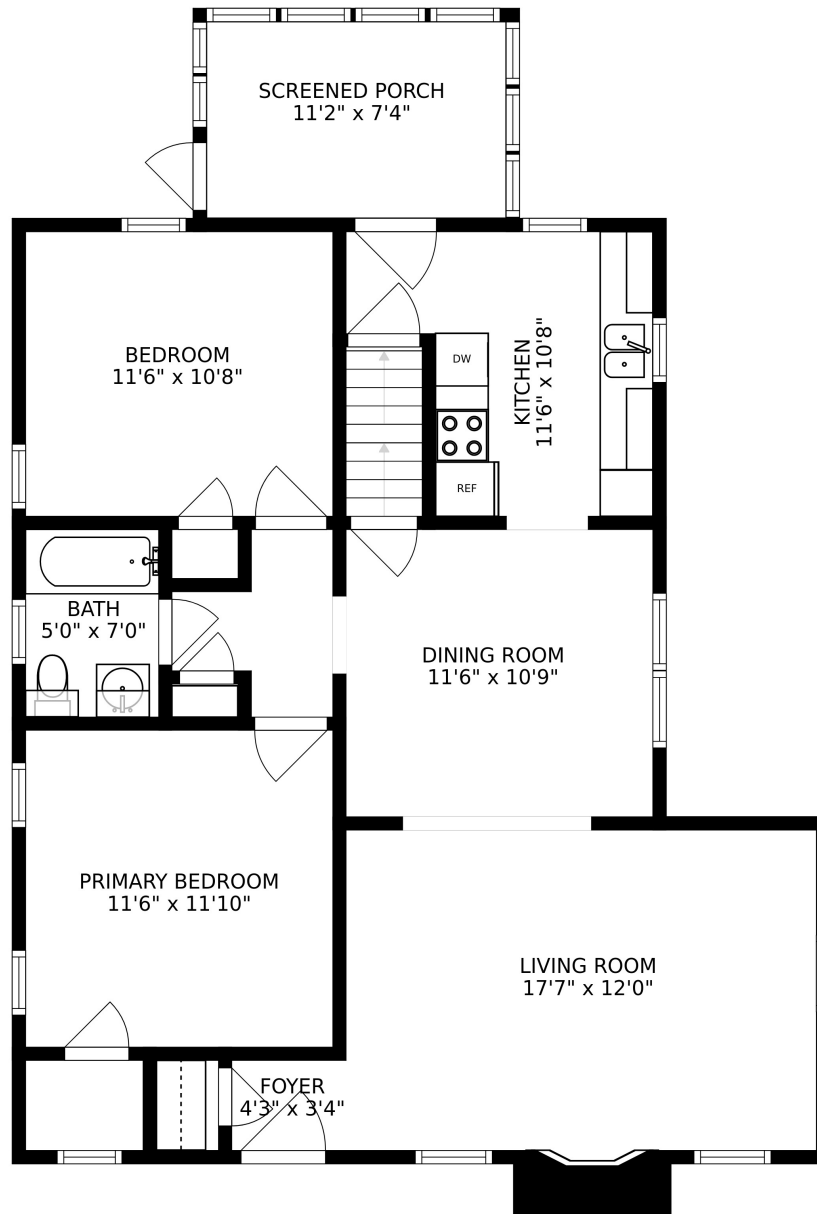 SCREENED PORCH
11'2" x 7'4"
BEDROOM
11'6" x 10'8"
DW
KITCHEN
11'6" x 10'8"
REF
BATH
5'0" x 7'0"
DINING ROOM
11'6" x 10'9"
PRIMARY BEDROOM
11'6" x 11'10"
LIVING ROOM
17'7" x 12'0"
FOYER
4'3" x 3'4"